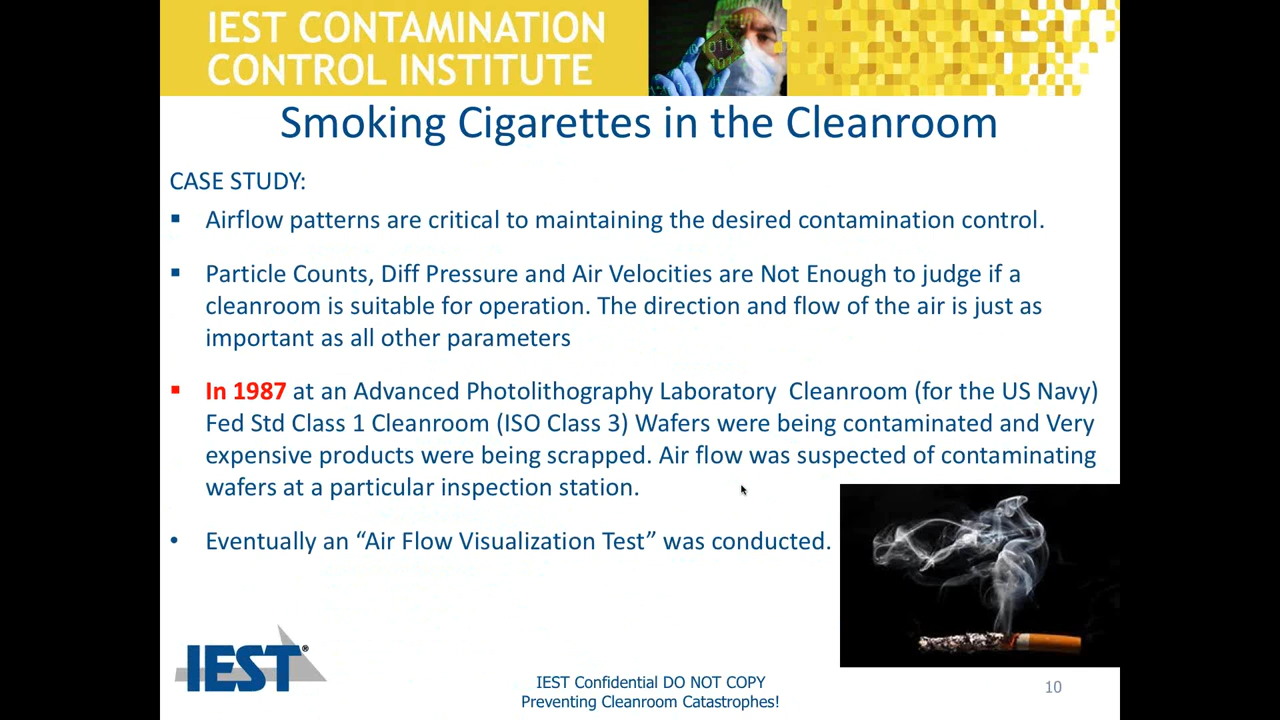 IEST CONTAMINATION
CONTROL INSTITUTE
Smoking Cigarettes in the Cleanroom
CASE STUDY:
▪ Airflow patterns are critical to maintaining the desired contamination control.
▪ Particle Counts, Diff Pressure and Air Velocities are Not Enough to judge if a
cleanroom is suitable for operation. The direction and flow of the air is just as
important as all other parameters
▪ In 1987 at an Advanced Photolithography Laboratory Cleanroom (for the US Navy)
Fed Std Class 1 Cleanroom (ISO Class 3) Wafers were being contaminated and Very
expensive products were being scrapped. Air flow was suspected of contaminating
wafers at a particular inspection station.
• Eventually an “Air Flow Visualization Test” was conducted.
IEST®
IEST Confidential DO NOT COPY
Preventing Cleanroom Catastrophes!
10